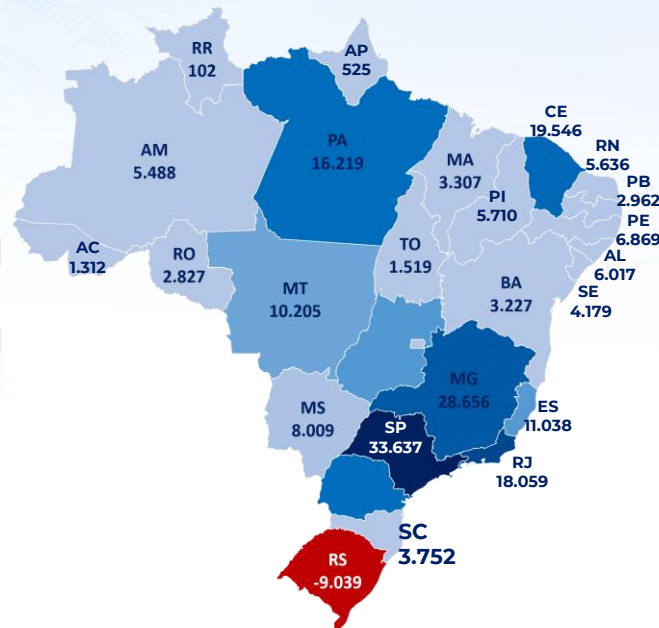 RR
102
AP
525
AM
5.488
PA
16.219
MA
3.307
CE
19.546
RN
5.636
PI
5.710
PB
2.962
PE
6.869
AL
6.017
SE
4.179
AC
1.312
RO
2.827
TO
1.519
BA
3.227
MT
10.205
MG
28.656
ES
11.038
MS
8.009
SP
33.637
RJ
18.059
SC
3.752
RS
-9.039